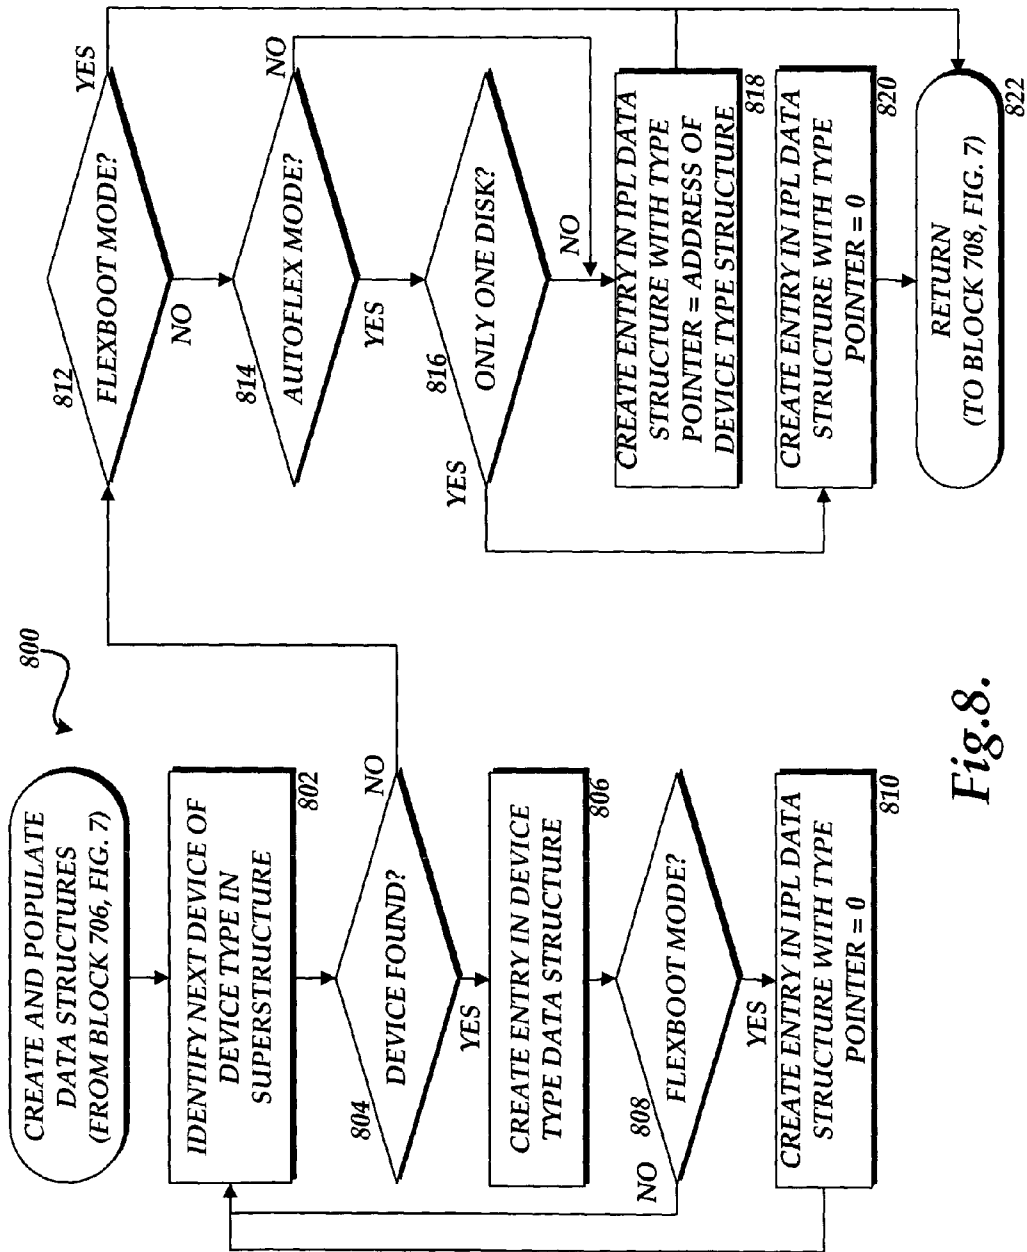 800
CREATE AND POPULATE
DATA STRUCTURES
(FROM BLOCK 706, FIG. 7)
IDENTIFY NEXT DEVICE OF
DEVICE TYPE IN
SUPERSTRUCTURE
802
804
DEVICE FOUND?
NO
YES
CREATE ENTRY IN DEVICE
TYPE DATA STRUCTURE
806
808
FLEXBOOT MODE?
NO
YES
CREATE ENTRY IN IPL DATA
STRUCTURE WITH TYPE
POINTER = 0
810
812
FLEXBOOT MODE?
YES
NO
814
AUTOFLEX MODE?
NO
YES
816
ONLY ONE DISK?
YES
NO
CREATE ENTRY IN IPL DATA
STRUCTURE WITH TYPE
POINTER = ADDRESS OF
DEVICE TYPE STRUCTURE
818
CREATE ENTRY IN IPL DATA
STRUCTURE WITH TYPE
POINTER = 0
820
RETURN
(TO BLOCK 708, FIG. 7)
822
Fig.8.